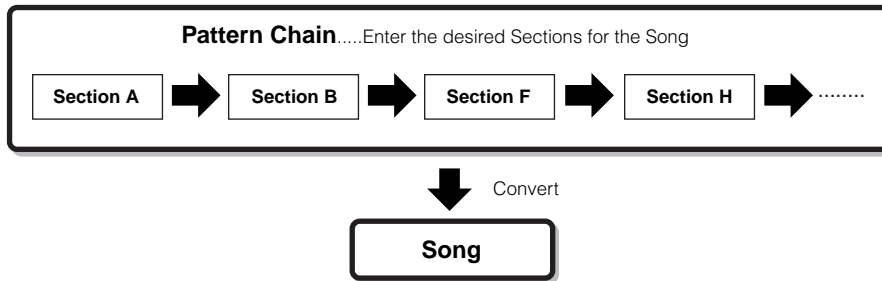 Pattern Chain.....Enter the desired Sections for the Song
Section A Section B Section F Section H ........
Convert
Song